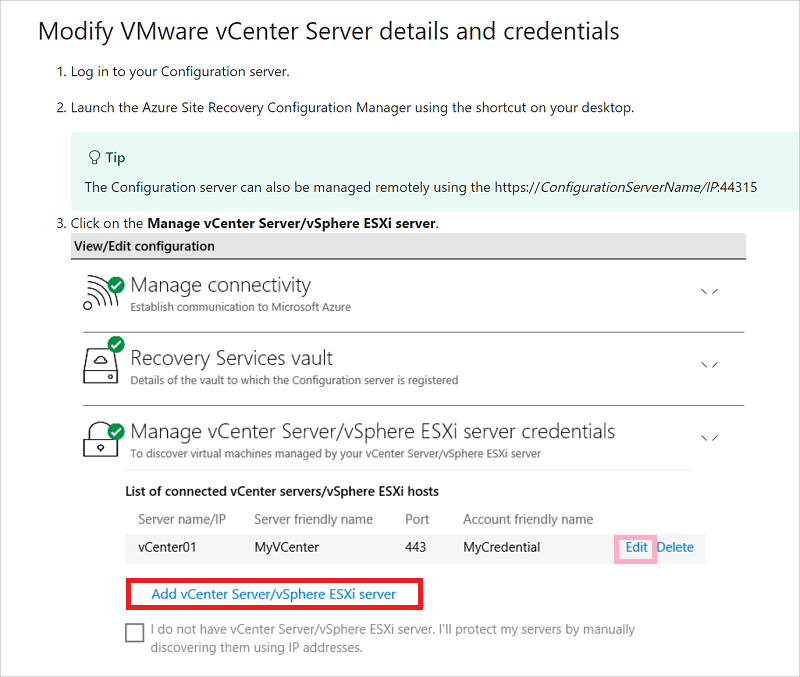 Modify VMware vCenter Server details and credentials
1. Log in to your Configuration server.
2. Launch the Azure Site Recovery Configuration Manager using the shortcut on your desktop.
Tip
The Configuration server can also be managed remotely using the https://ConfigurationServerName/IP:44315
3. Click on the Manage vCenter Server/vSphere ESXi server.
View/Edit configuration
Manage connectivity
Establish communication to Microsoft Azure
Recovery Services vault
Details of the vault to which the Configuration server is registered
Manage vCenter Server/vSphere ESXi server credentials
To discover virtual machines managed by your vCenter Server/vSphere ESXi server
List of connected vCenter servers/vSphere ESXi hosts
Server name/IP Server friendly name Port Account friendly name
vCenter01 MyVCenter 443 MyCredential Edit Delete
Add vCenter Server/vSphere ESXi server
I do not have vCenter Server/vSphere ESXi server. I'll protect my servers by manually
discovering them using IP addresses.